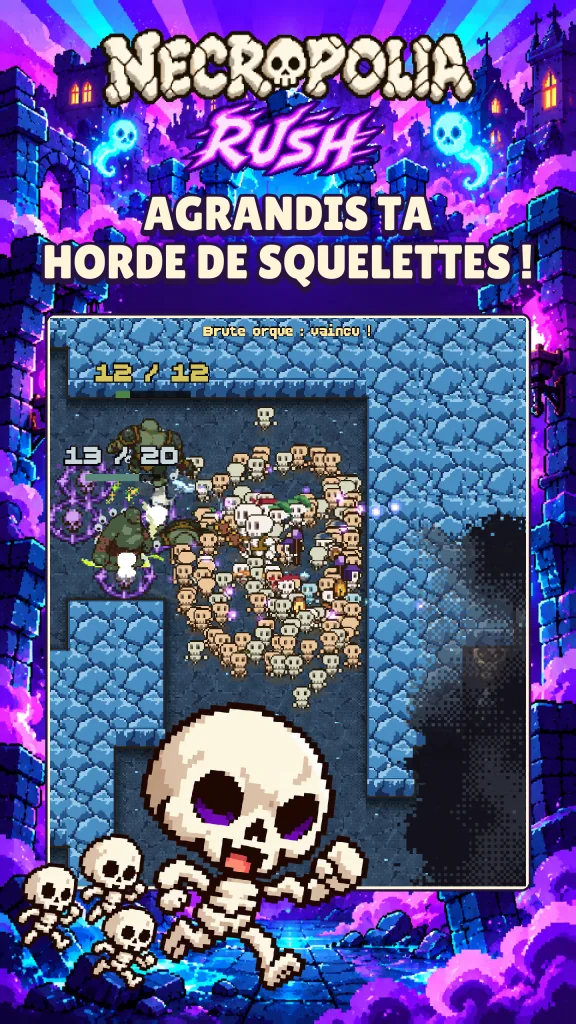 NECROPOLIA
RUSH
AGRANDIS TA
HORDE DE SQUELETTES !
Brute orque : vaincu !
12 / 12
13 / 20